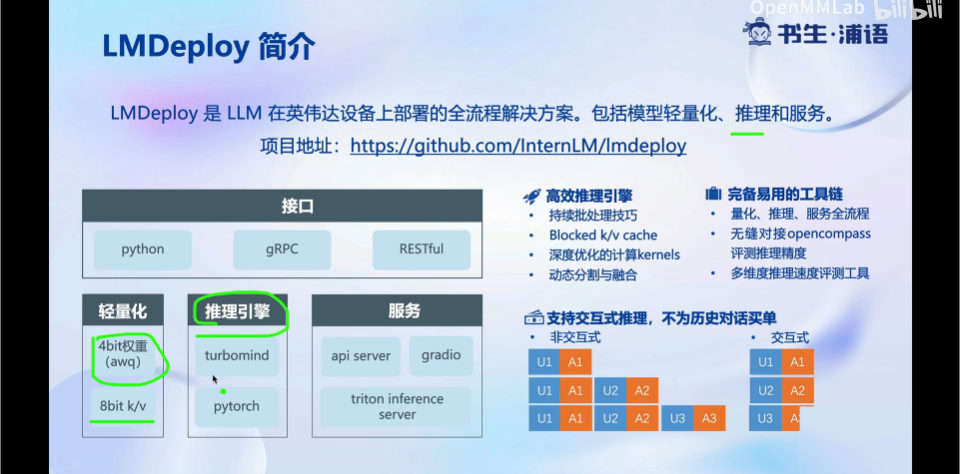 OpenMMLab bilibili
LMDeploy 简介
书生·浦语
LMDeploy 是 LLM 在英伟达设备上部署的全流程解决方案。包括模型轻量化、推理和服务。
项目地址：https://github.com/InternLM/lmdeploy
接口
python
gRPC
RESTful
轻量化
4bit权重
（awq）
8bit k/v
推理引擎
turbomind
pytorch
服务
api server
gradio
triton inference
server
高效推理引擎
• 持续批处理技巧
• Blocked k/v cache
• 深度优化的计算kernels
• 动态分割与融合
完备易用的工具链
• 量化、推理、服务全流程
• 无缝对接opencompass
评测推理精度
• 多维度推理速度评测工具
支持交互式推理，不为历史对话买单
• 非交互式
U1 A1
U1 A1 U2 A2
U1 A1 U2 A2 U3 A3
• 交互式
U1 A1
U2 A2
U3 A3